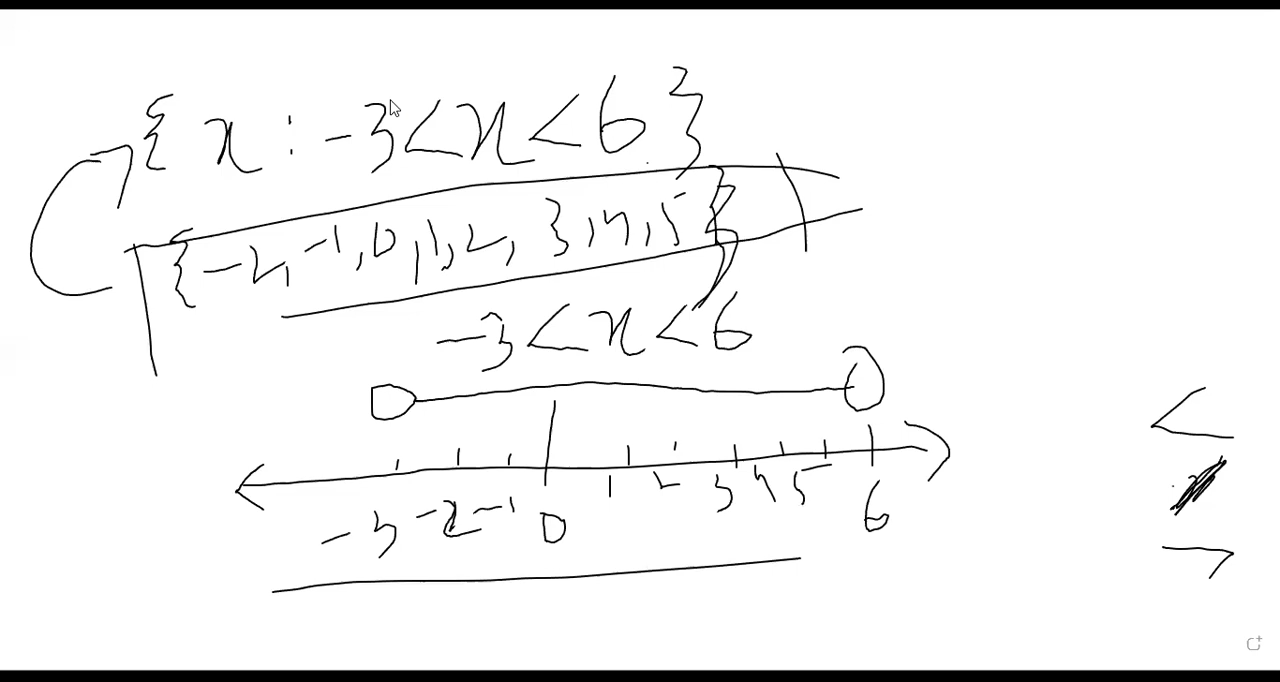 {x : -3<x<6}
{-2, -1, 0, 1, 2, 3, 4, 5}
-3<x<6
-3 -2 -1 0 1 2 3 4 5 6
<
>